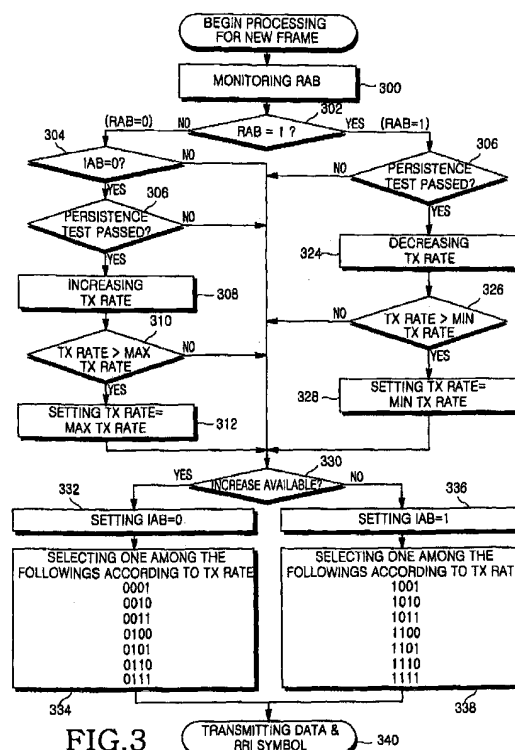 BEGIN PROCESSING
FOR NEW FRAME
MONITORING RAB
300
302
(RAB=0)
NO
RAB = 1 ?
YES
(RAB=1)
304
IAB=0?
NO
YES
306
PERSISTENCE
TEST PASSED?
NO
YES
INCREASING
TX RATE
308
310
TX RATE > MAX
TX RATE
NO
YES
SETTING TX RATE=
MAX TX RATE
312
306
NO
PERSISTENCE
TEST PASSED?
YES
324
DECREASING
TX RATE
326
NO
TX RATE > MIN
TX RATE
YES
328
SETTING TX RATE=
MIN TX RATE
330
YES
INCREASE AVAILABLE?
NO
332
SETTING IAB=0
336
SETTING IAB=1
SELECTING ONE AMONG THE
FOLLOWINGS ACCORDING TO TX RATE
0001
0010
0011
0100
0101
0110
0111
334
SELECTING ONE AMONG THE
FOLLOWINGS ACCORDING TO TX RATE
1001
1010
1011
1100
1101
1110
1111
338
FIG.3
TRANSMITTING DATA &
RRI SYMBOL
340